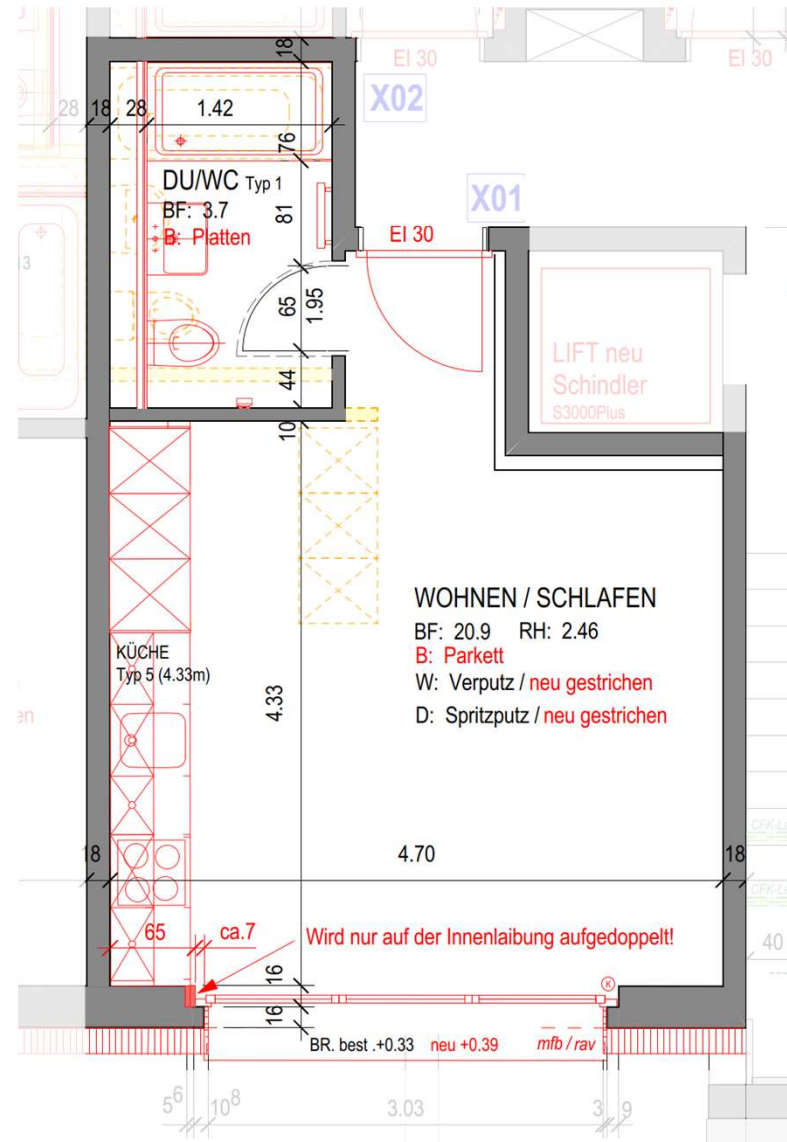 18
EI 30
EI 30
X02
28
18
28
1.42
76
DU/WC Typ 1
BF: 3.7
B: Platten
81
X01
EI 30
13
65
1.95
LIFT neu
Schindler
S3000Plus
44
10
WOHNEN / SCHLAFEN
BF: 20.9 RH: 2.46
B: Parkett
W: Verputz / neu gestrichen
D: Spritzputz / neu gestrichen
KÜCHE
Typ 5 (4.33m)
en
4.33
18
4.70
18
65
ca.7
Wird nur auf der Innenlaibung aufgedoppelt!
40
16
K
16
BR. best .+0.33 neu +0.39 mfb / rav
5⁶
10⁸
3.03
3
9